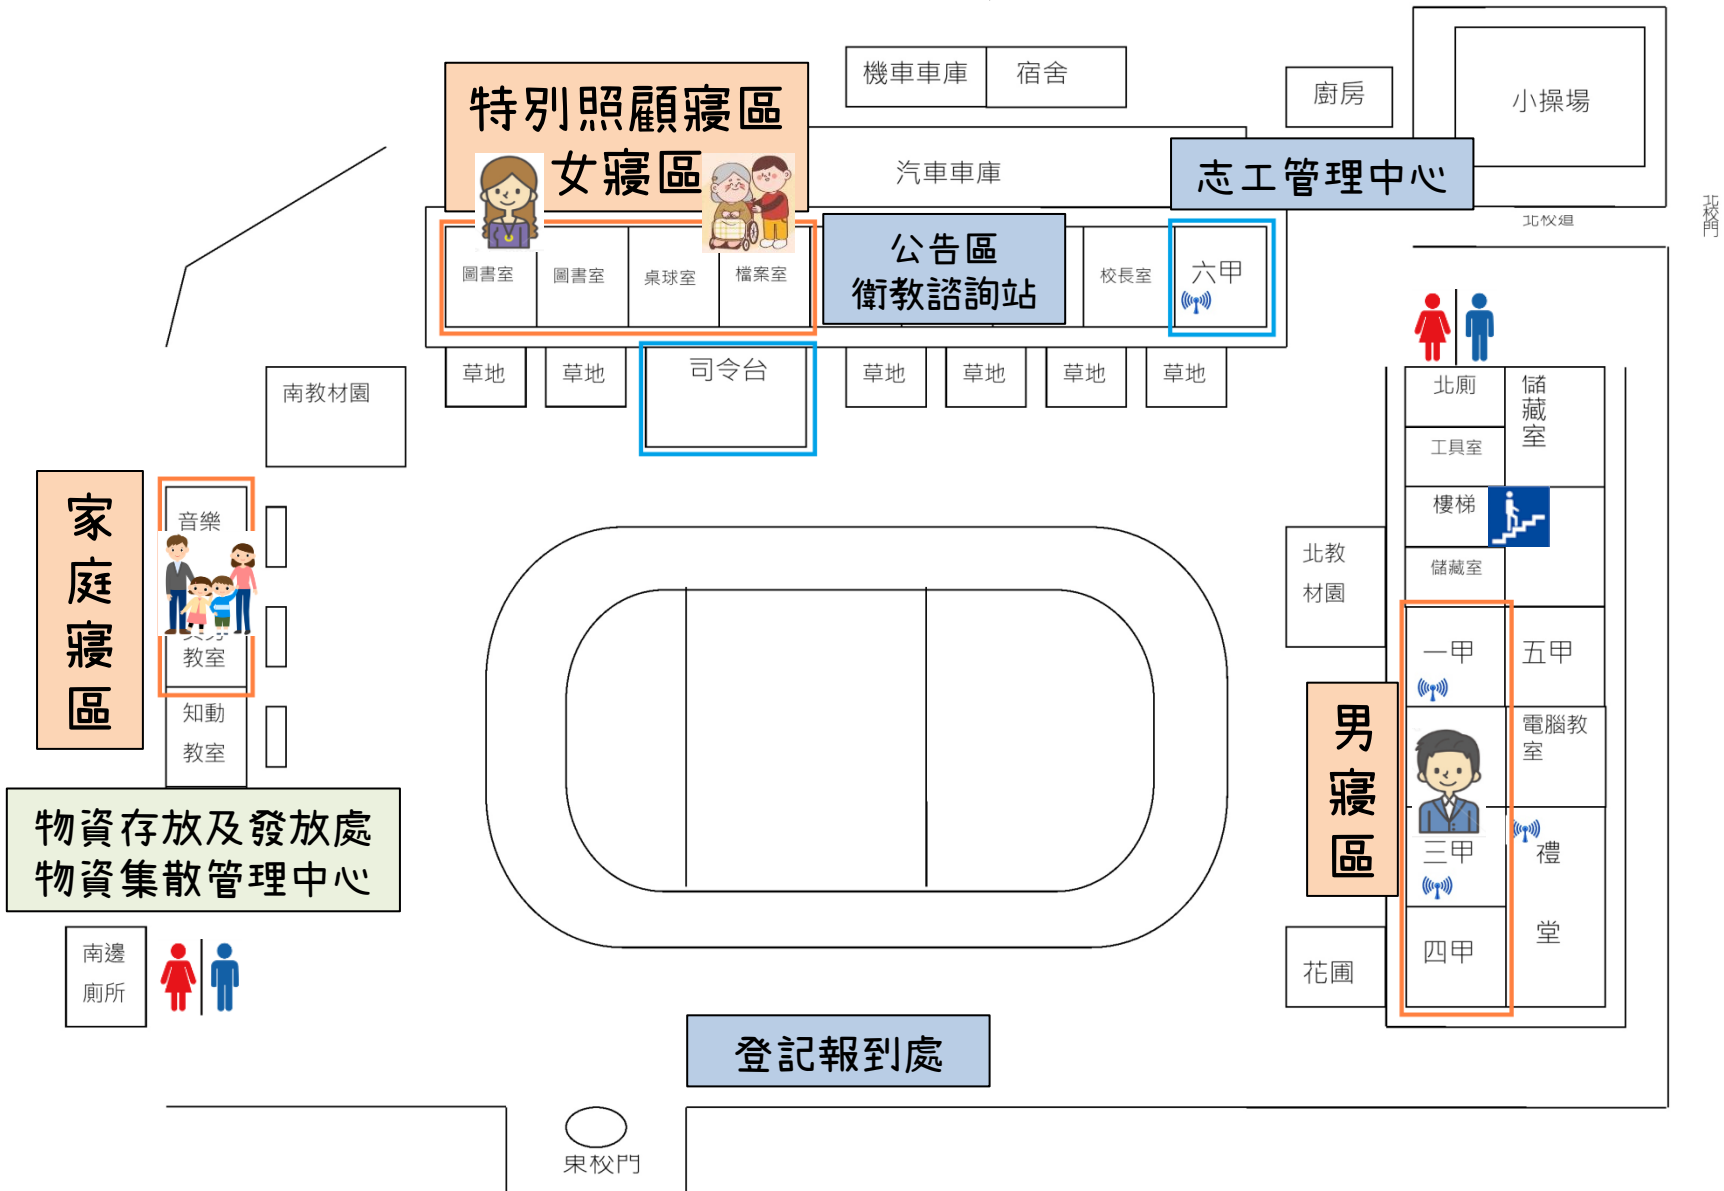 機車車庫
宿舍
廚房
小操場
特別照顧寢區
女寢區
汽車車庫
志工管理中心
北校道
北校門
公告區
衛教諮詢站
圖書室
圖書室
桌球室
檔案室
校長室
六甲
草地
草地
司令台
草地
草地
草地
草地
南教材園
北廁
儲藏室
工具室
樓梯
儲藏室
家庭寢區
音樂
教室
知動
教室
北教
材園
一甲
五甲
男寢區
電腦教
室
三甲
禮
堂
四甲
花圃
物資存放及發放處
物資集散管理中心
南邊
廁所
登記報到處
東校門